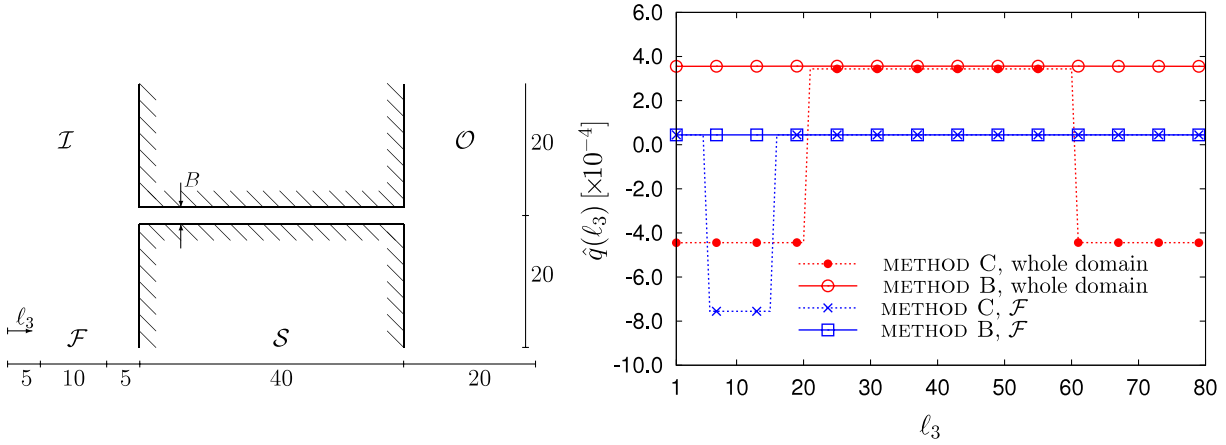 I
O
20
B
20
ℓ₃
F
S
5 10 5 40 20
q̂(ℓ₃) [×10⁻⁴]
4.0
2.0
0.0
-2.0
-4.0
-6.0
-8.0
-10.0
METHOD C, whole domain
METHOD B, whole domain
METHOD C, F
METHOD B, F
1 10 20 30 40 50 60 70 80
ℓ₃